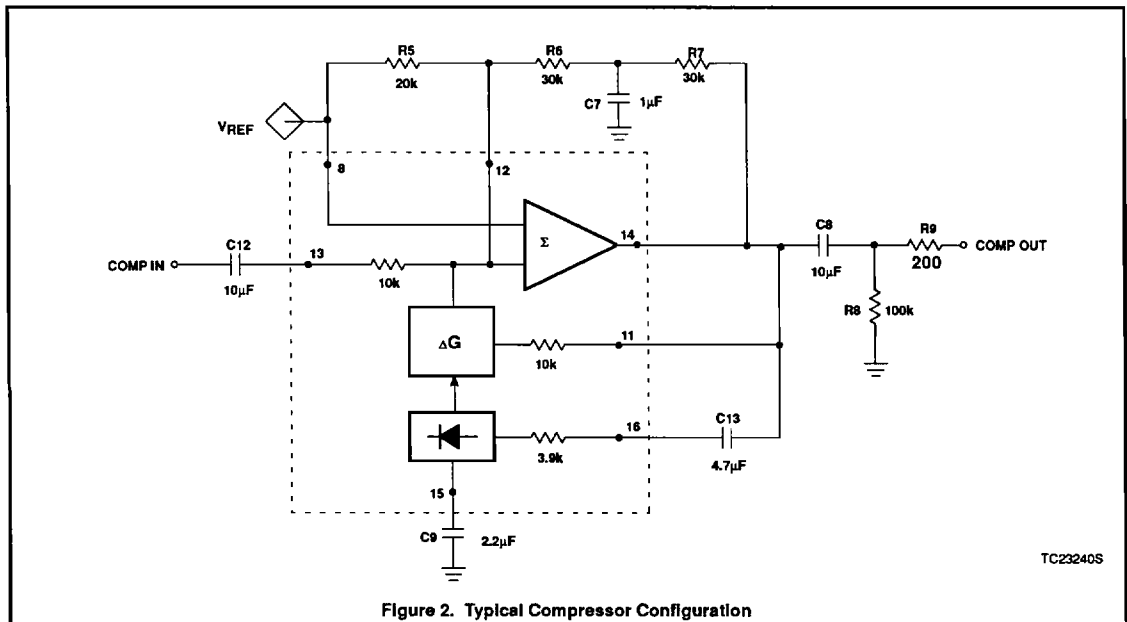 R5
20k
R6
30k
R7
30k
C7
1µF
VREF
8
12
Σ
14
C8
10µF
R9
200
COMP OUT
COMP IN
C12
10µF
13
10k
R8
100k
ΔG
10k
11
3.9k
16
C13
4.7µF
15
C9
2.2µF
TC23240S
Figure 2. Typical Compressor Configuration